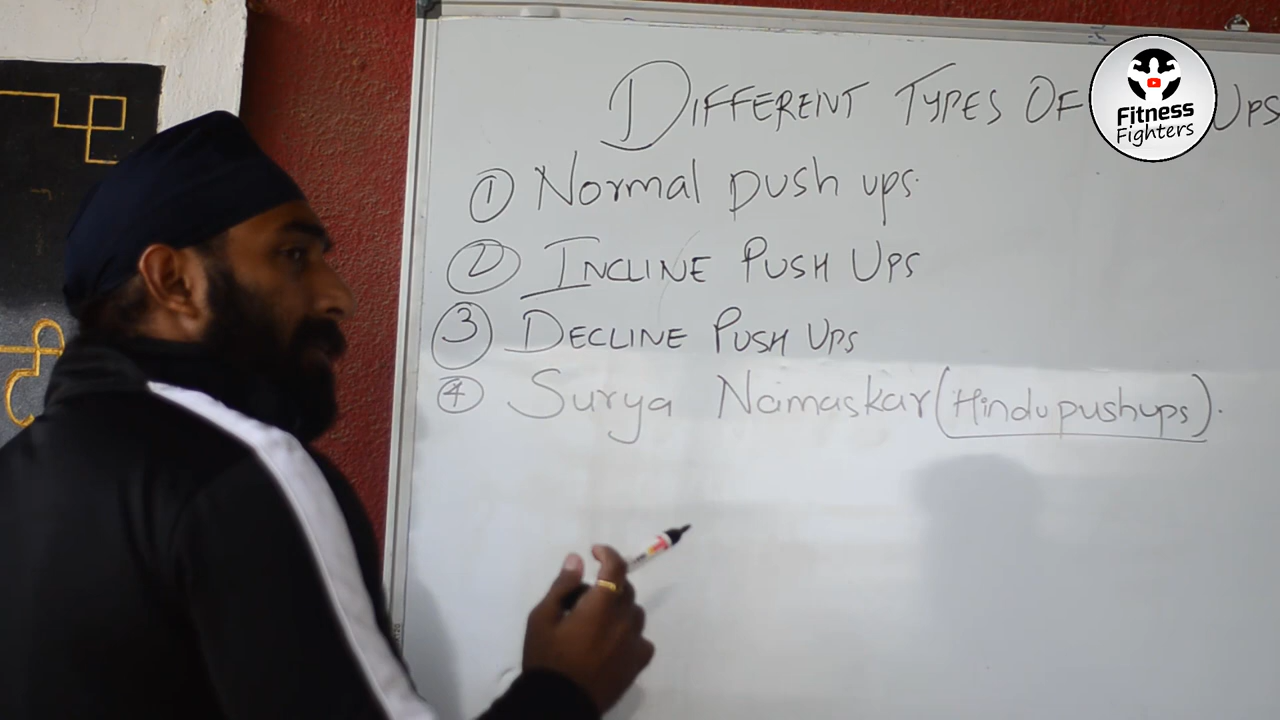 DIFFERENT TYPES OF UPS
Fitness
Fighters
① Normal push ups.
② INCLINE PUSH UPS
③ DECLINE PUSH UPS
④ Surya Namaskar (Hindu pushups).